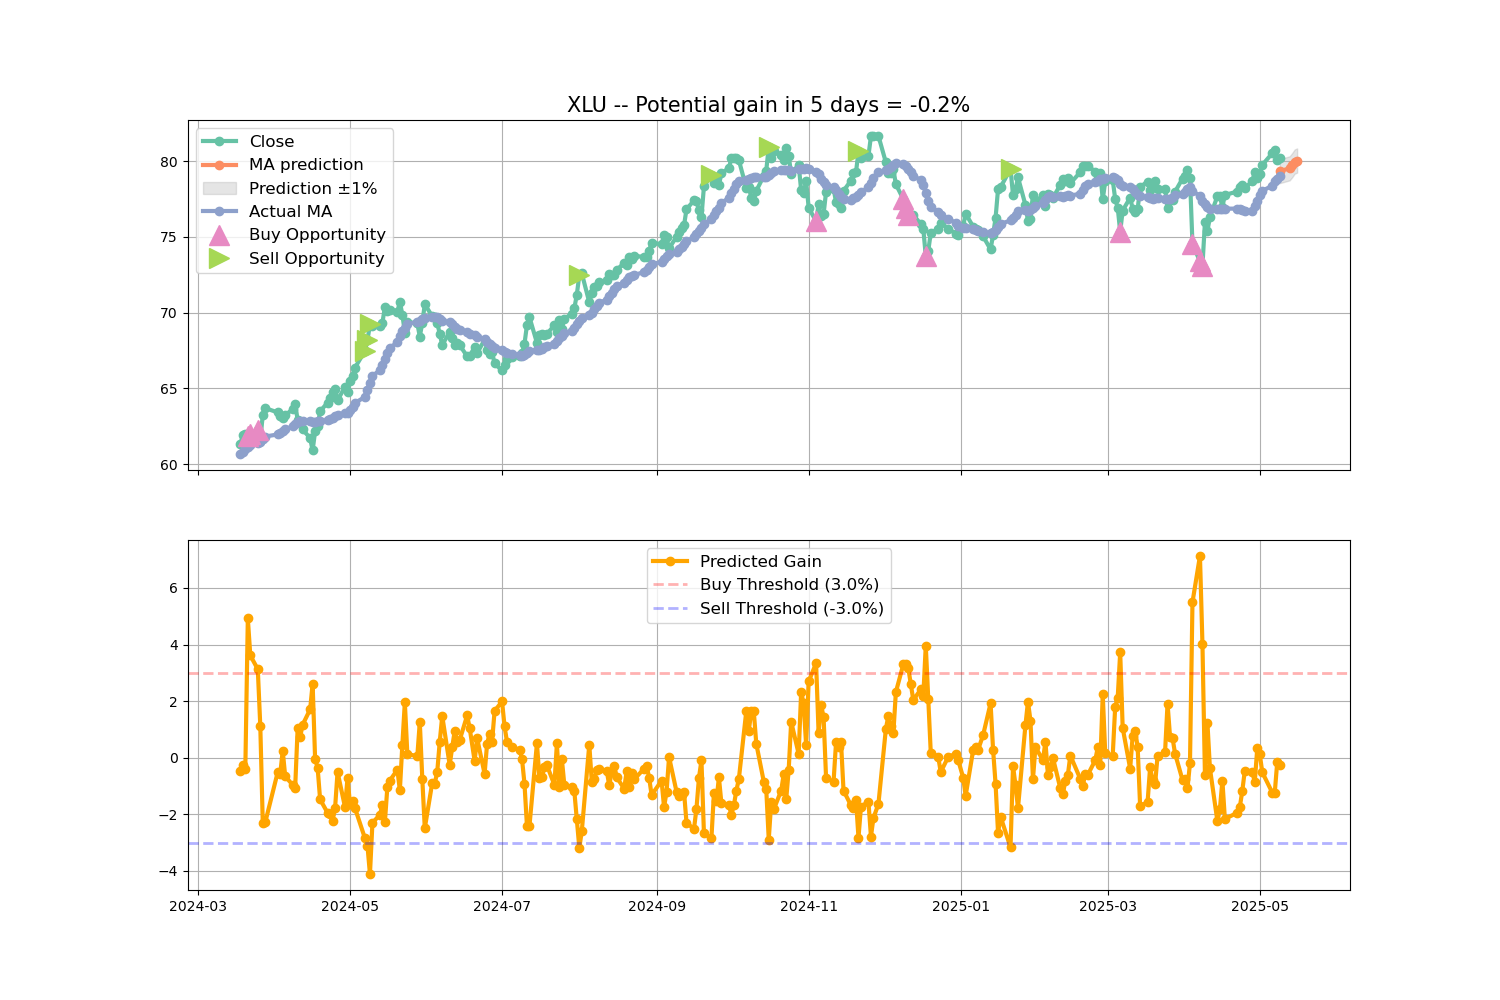 XLU -- Potential gain in 5 days = -0.2%
80
75
70
65
60
Close
MA prediction
Prediction ±1%
Actual MA
Buy Opportunity
Sell Opportunity
6
4
2
0
−2
−4
Predicted Gain
Buy Threshold (3.0%)
Sell Threshold (-3.0%)
2024-03
2024-05
2024-07
2024-09
2024-11
2025-01
2025-03
2025-05